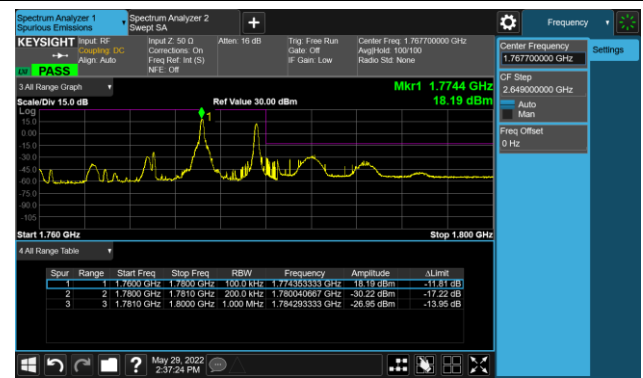 Spectrum Analyzer 1
Spurious Emissions
Spectrum Analyzer 2
Swept SA
Frequency
KEYSIGHT
Input: RF
Coupling: DC
Align: Auto
Input Z: 50 Ω
Corrections: On
Freq Ref: Int (S)
NFE: Off
Atten: 16 dB
Trig: Free Run
Gate: Off
IF Gain: Low
Center Freq: 1.767700000 GHz
Avg|Hold: 100/100
Radio Std: None
PASS
Center Frequency
1.767700000 GHz
Settings
CF Step
2.649000000 GHz
Auto
Man
Freq Offset
0 Hz
3 All Range Graph
Mkr1 1.7744 GHz
18.19 dBm
Scale/Div 15.0 dB
Ref Value 30.00 dBm
Log
15.0
0.00
-15.0
-30.0
-45.0
-60.0
-75.0
-90.0
-105
1
Start 1.760 GHz
Stop 1.800 GHz
4 All Range Table
Spur Range Start Freq Stop Freq RBW Frequency Amplitude ΔLimit
1 1 1.7600 GHz 1.7800 GHz 100.0 kHz 1.774353333 GHz 18.19 dBm -11.81 dB
2 2 1.7800 GHz 1.7810 GHz 200.0 kHz 1.780040667 GHz -30.22 dBm -17.22 dB
3 3 1.7810 GHz 1.8000 GHz 1.000 MHz 1.784293333 GHz -26.95 dBm -13.95 dB
May 29, 2022
2:37:24 PM